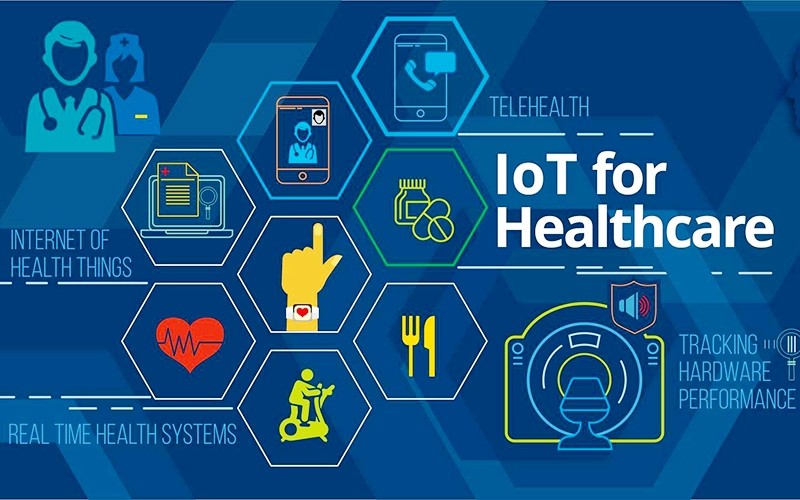 TELEHEALTH
IoT for
Healthcare
INTERNET OF
HEALTH THINGS
TRACKING
HARDWARE
PERFORMANCE
REAL TIME HEALTH SYSTEMS